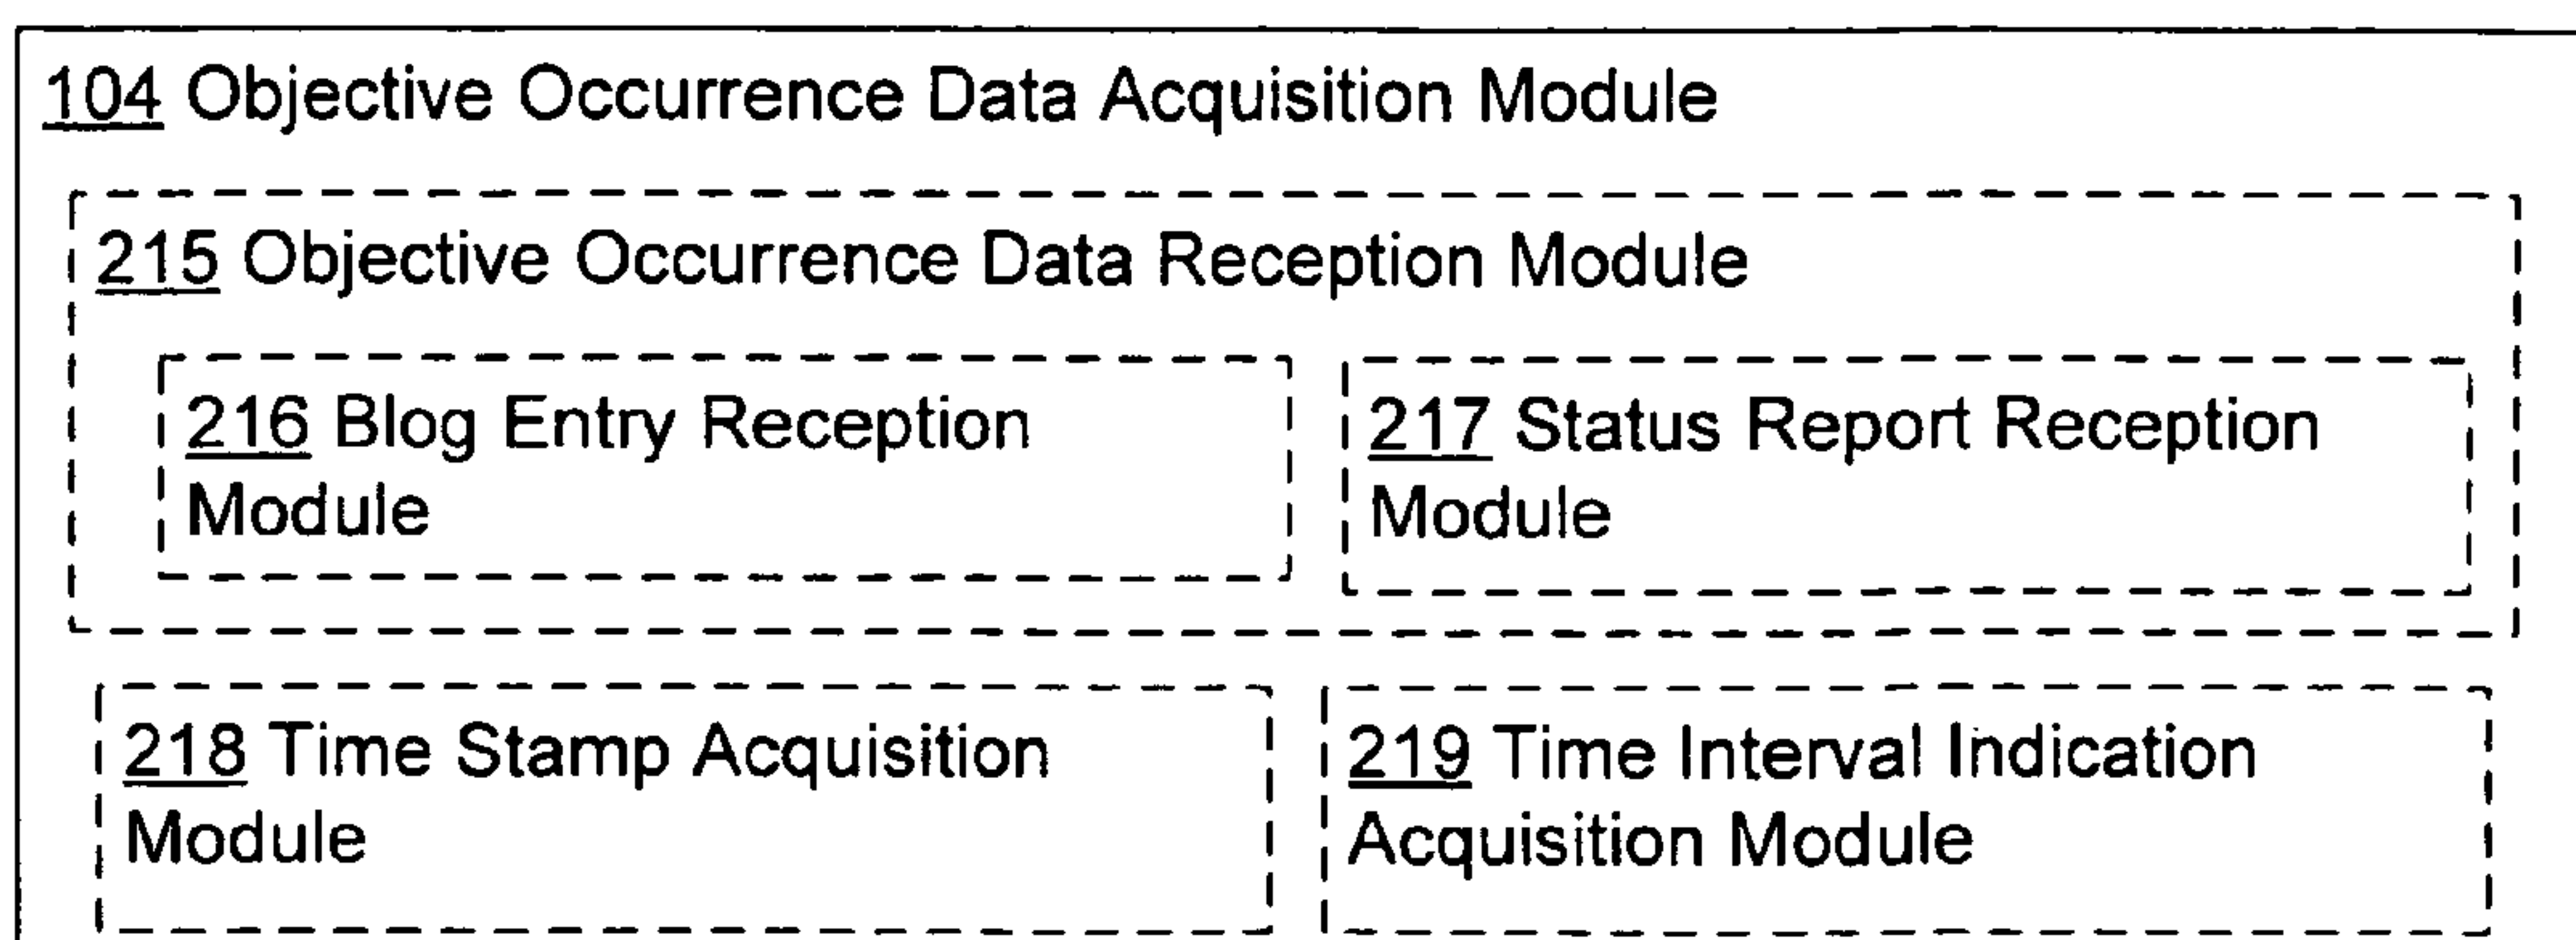 104 Objective Occurrence Data Acquisition Module
215 Objective Occurrence Data Reception Module
216 Blog Entry Reception
Module
217 Status Report Reception
Module
218 Time Stamp Acquisition
Module
219 Time Interval Indication
Acquisition Module